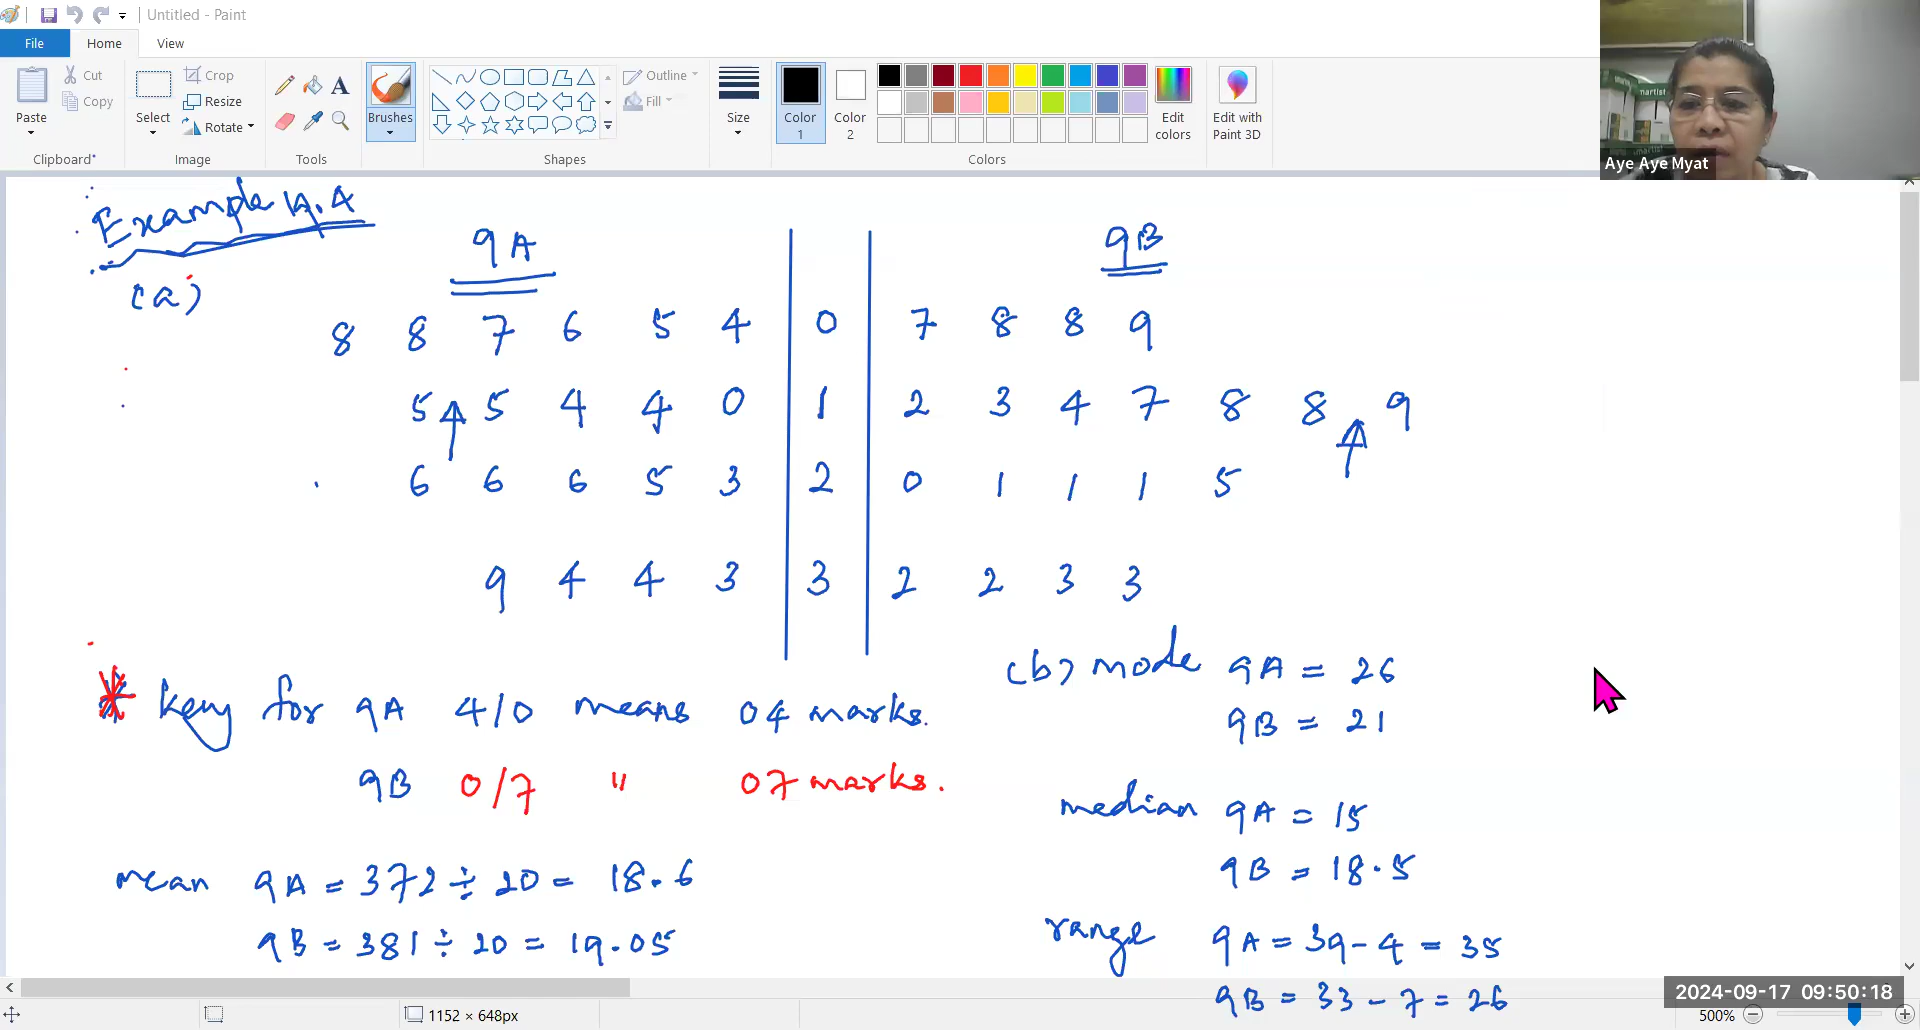 Untitled - Paint
File Home View
Cut
Copy
Paste
Clipboard
Crop
Resize
Rotate
Select
Image
Tools
Brushes
Outline
Fill
Shapes
Size
Color 1
Color 2
Edit colors
Colors
Edit with Paint 3D
Aye Aye Myat
Example 14.4
(a)
9A 9B
8 8 7 6 5 4 0 7 8 8 9
5 5 4 4 0 1 2 3 4 7 8 8 9
6 6 6 5 3 2 0 1 1 1 5
9 4 4 3 3 2 2 3 3
* key for 9A 4/0 means 04 marks.
9B 0/7 " 07 marks.
mean 9A = 372 ÷ 20 = 18.6
9B = 381 ÷ 20 = 19.05
(b) mode 9A = 26
9B = 21
median 9A = 15
9B = 18.5
range 9A = 39 - 4 = 35
9B = 33 - 7 = 26
2024-09-17 09:50:18
1152 × 648px
500%